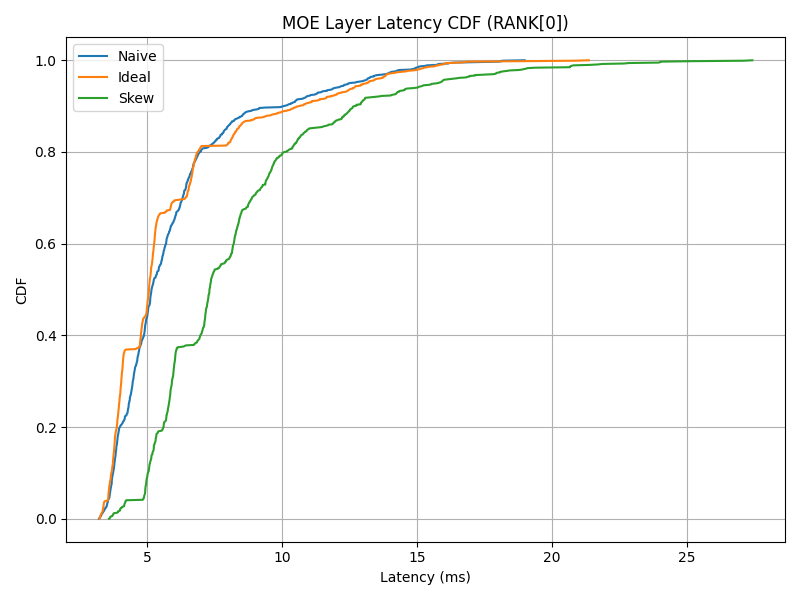 MOE Layer Latency CDF (RANK[0])
Naive
Ideal
Skew
1.0
0.8
0.6
0.4
0.2
0.0
CDF
5 10 15 20 25
Latency (ms)